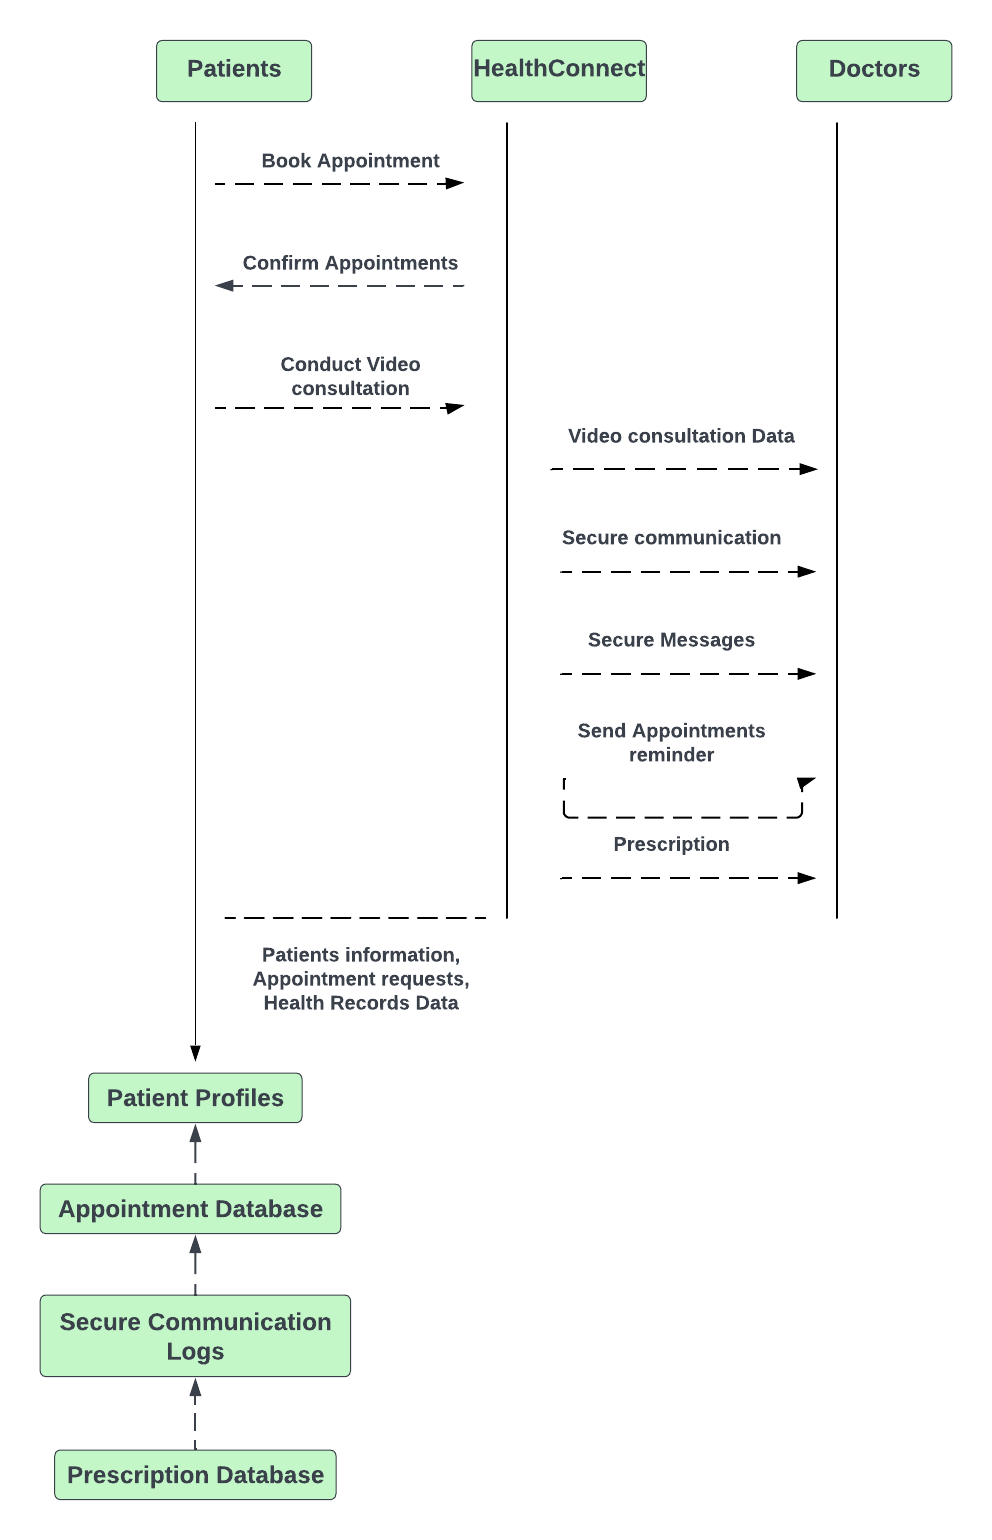 Patients
HealthConnect
Doctors
Book Appointment
Confirm Appointments
Conduct Video
consultation
Video consultation Data
Secure communication
Secure Messages
Send Appointments
reminder
Prescription
Patients information,
Appointment requests,
Health Records Data
Patient Profiles
Appointment Database
Secure Communication
Logs
Prescription Database